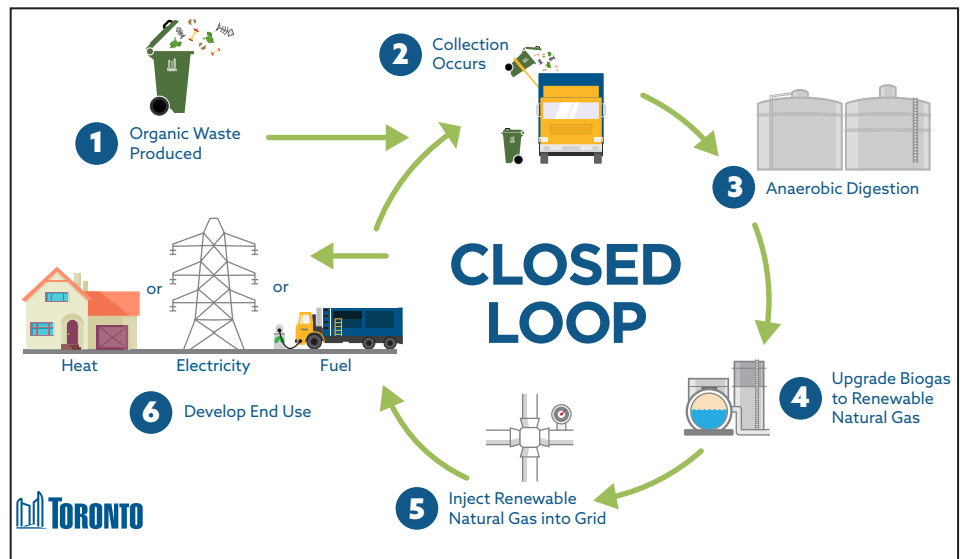 1
Organic Waste
Produced
2
Collection
Occurs
3
Anaerobic Digestion
CLOSED
LOOP
or
or
Heat
Electricity
Fuel
4
Upgrade Biogas
to Renewable
Natural Gas
6
Develop End Use
5
Inject Renewable
Natural Gas into Grid
TORONTO